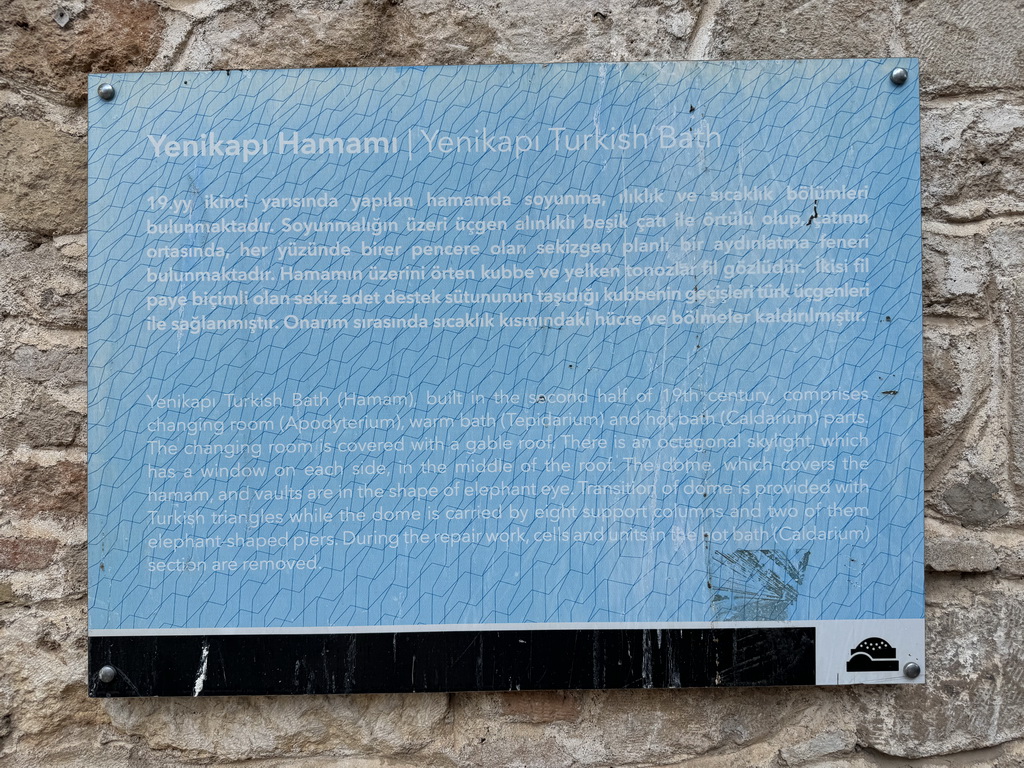 Yenikapı Hamamı | Yenikapı Turkish Bath
19.yy ikinci yarısında yapılan hamamda soyunma, ılıklık ve sıcaklık bölümleri
bulunmaktadır. Soyunmalığın üzeri üçgen alınlıklı beşik çatı ile örtülü olup, çatının
ortasında, her yüzünde birer pencere olan sekizgen planlı bir aydınlatma feneri
bulunmaktadır. Hamamın üzerini örten kubbe ve yelken tonozlar fil gözlüdür. İkisi fil
paye biçimli olan sekiz adet destek sütununun taşıdığı kubbenin geçişleri türk üçgenleri
ile sağlanmıştır. Onarım sırasında sıcaklık kısmındaki hücre ve bölmeler kaldırılmıştır.
Yenikapı Turkish Bath (Hamam), built in the second half of 19th century, comprises
changing room (Apodyterium), warm bath (Tepidarium) and hot bath (Caldarium) parts.
The changing room is covered with a gable roof. There is an octagonal skylight, which
has a window on each side, in the middle of the roof. The dome, which covers the
hamam, and vaults are in the shape of elephant eye. Transition of dome is provided with
Turkish triangles while the dome is carried by eight support columns and two of them
elephant-shaped piers. During the repair work, cells and units in the hot bath (Caldarium)
section are removed.